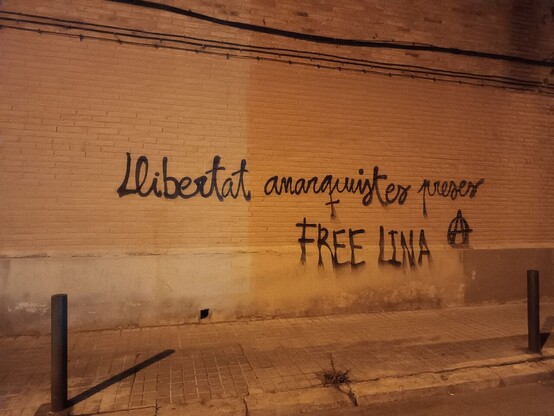 Llibertat anarquistes preses
FREE LINA Ⓐ